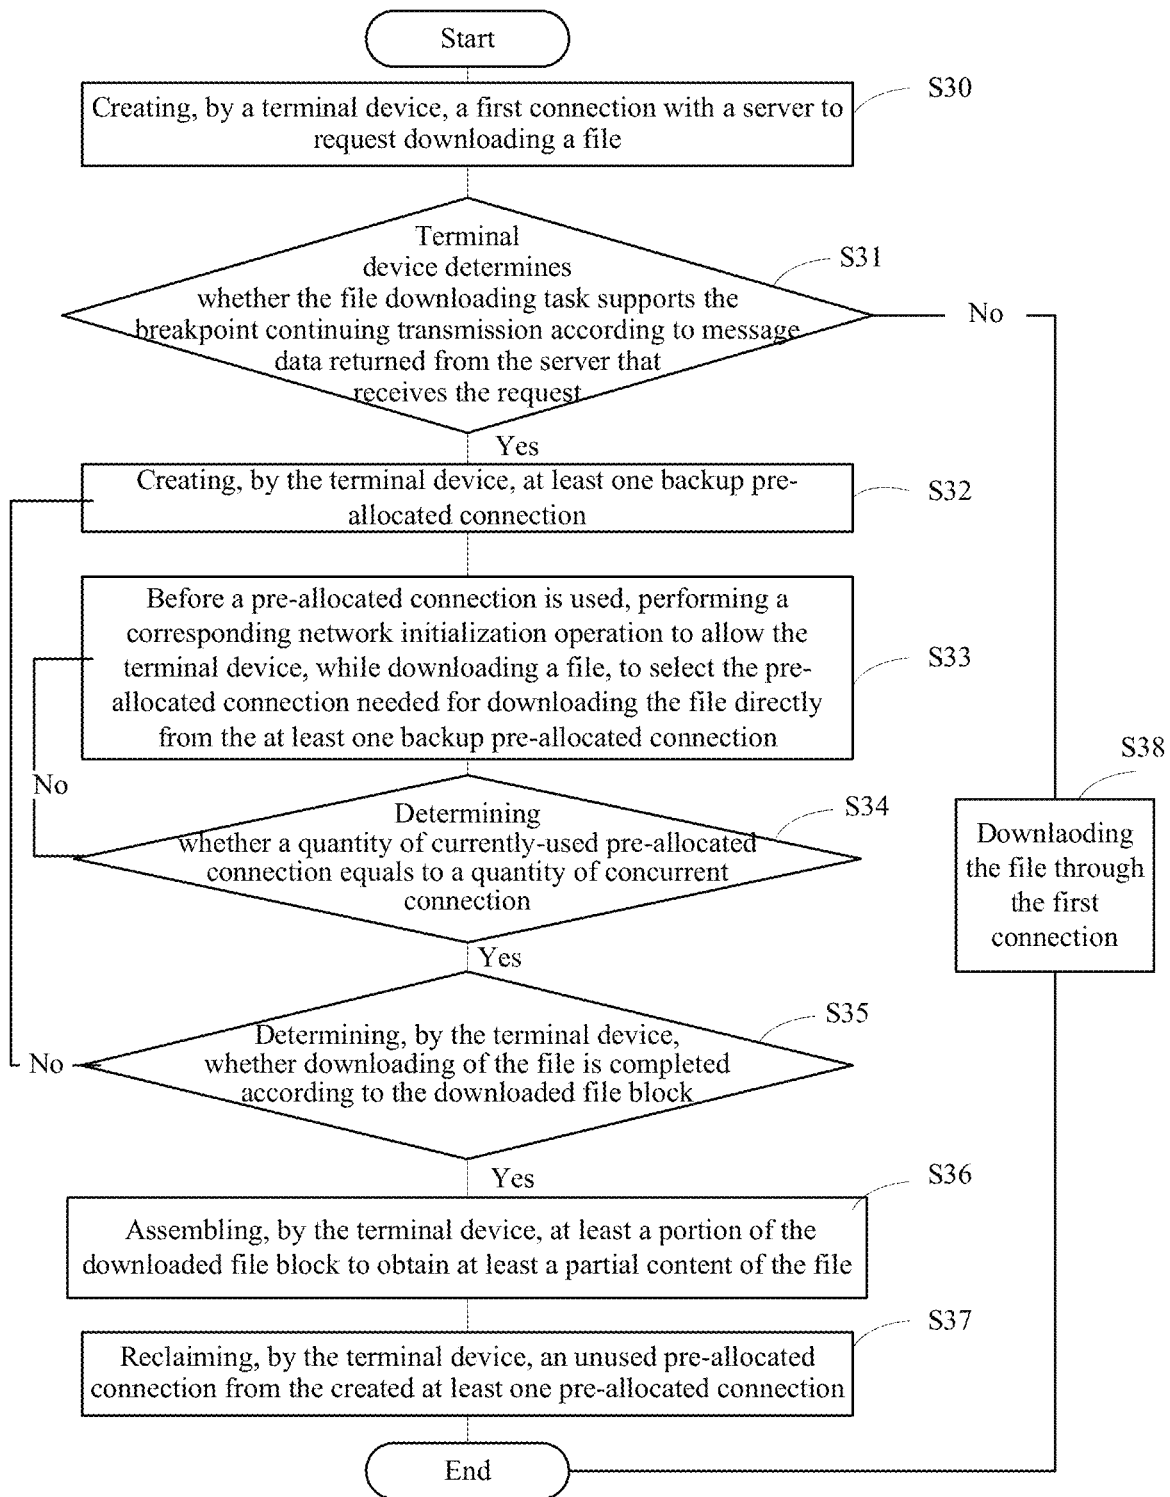 Start
Creating, by a terminal device, a first connection with a server to
request downloading a file
S30
Terminal
device determines
whether the file downloading task supports the
breakpoint continuing transmission according to message
data returned from the server that
receives the request
S31
No
Yes
Creating, by the terminal device, at least one backup pre-
allocated connection
S32
Before a pre-allocated connection is used, performing a
corresponding network initialization operation to allow the
terminal device, while downloading a file, to select the pre-
allocated connection needed for downloading the file directly
from the at least one backup pre-allocated connection
S33
No
Determining
whether a quantity of currently-used pre-allocated
connection equals to a quantity of concurrent
connection
S34
S38
Downlaoding
the file through
the first
connection
Yes
Determining, by the terminal device,
whether downloading of the file is completed
according to the downloaded file block
S35
No
Yes
Assembling, by the terminal device, at least a portion of the
downloaded file block to obtain at least a partial content of the file
S36
Reclaiming, by the terminal device, an unused pre-allocated
connection from the created at least one pre-allocated connection
S37
End